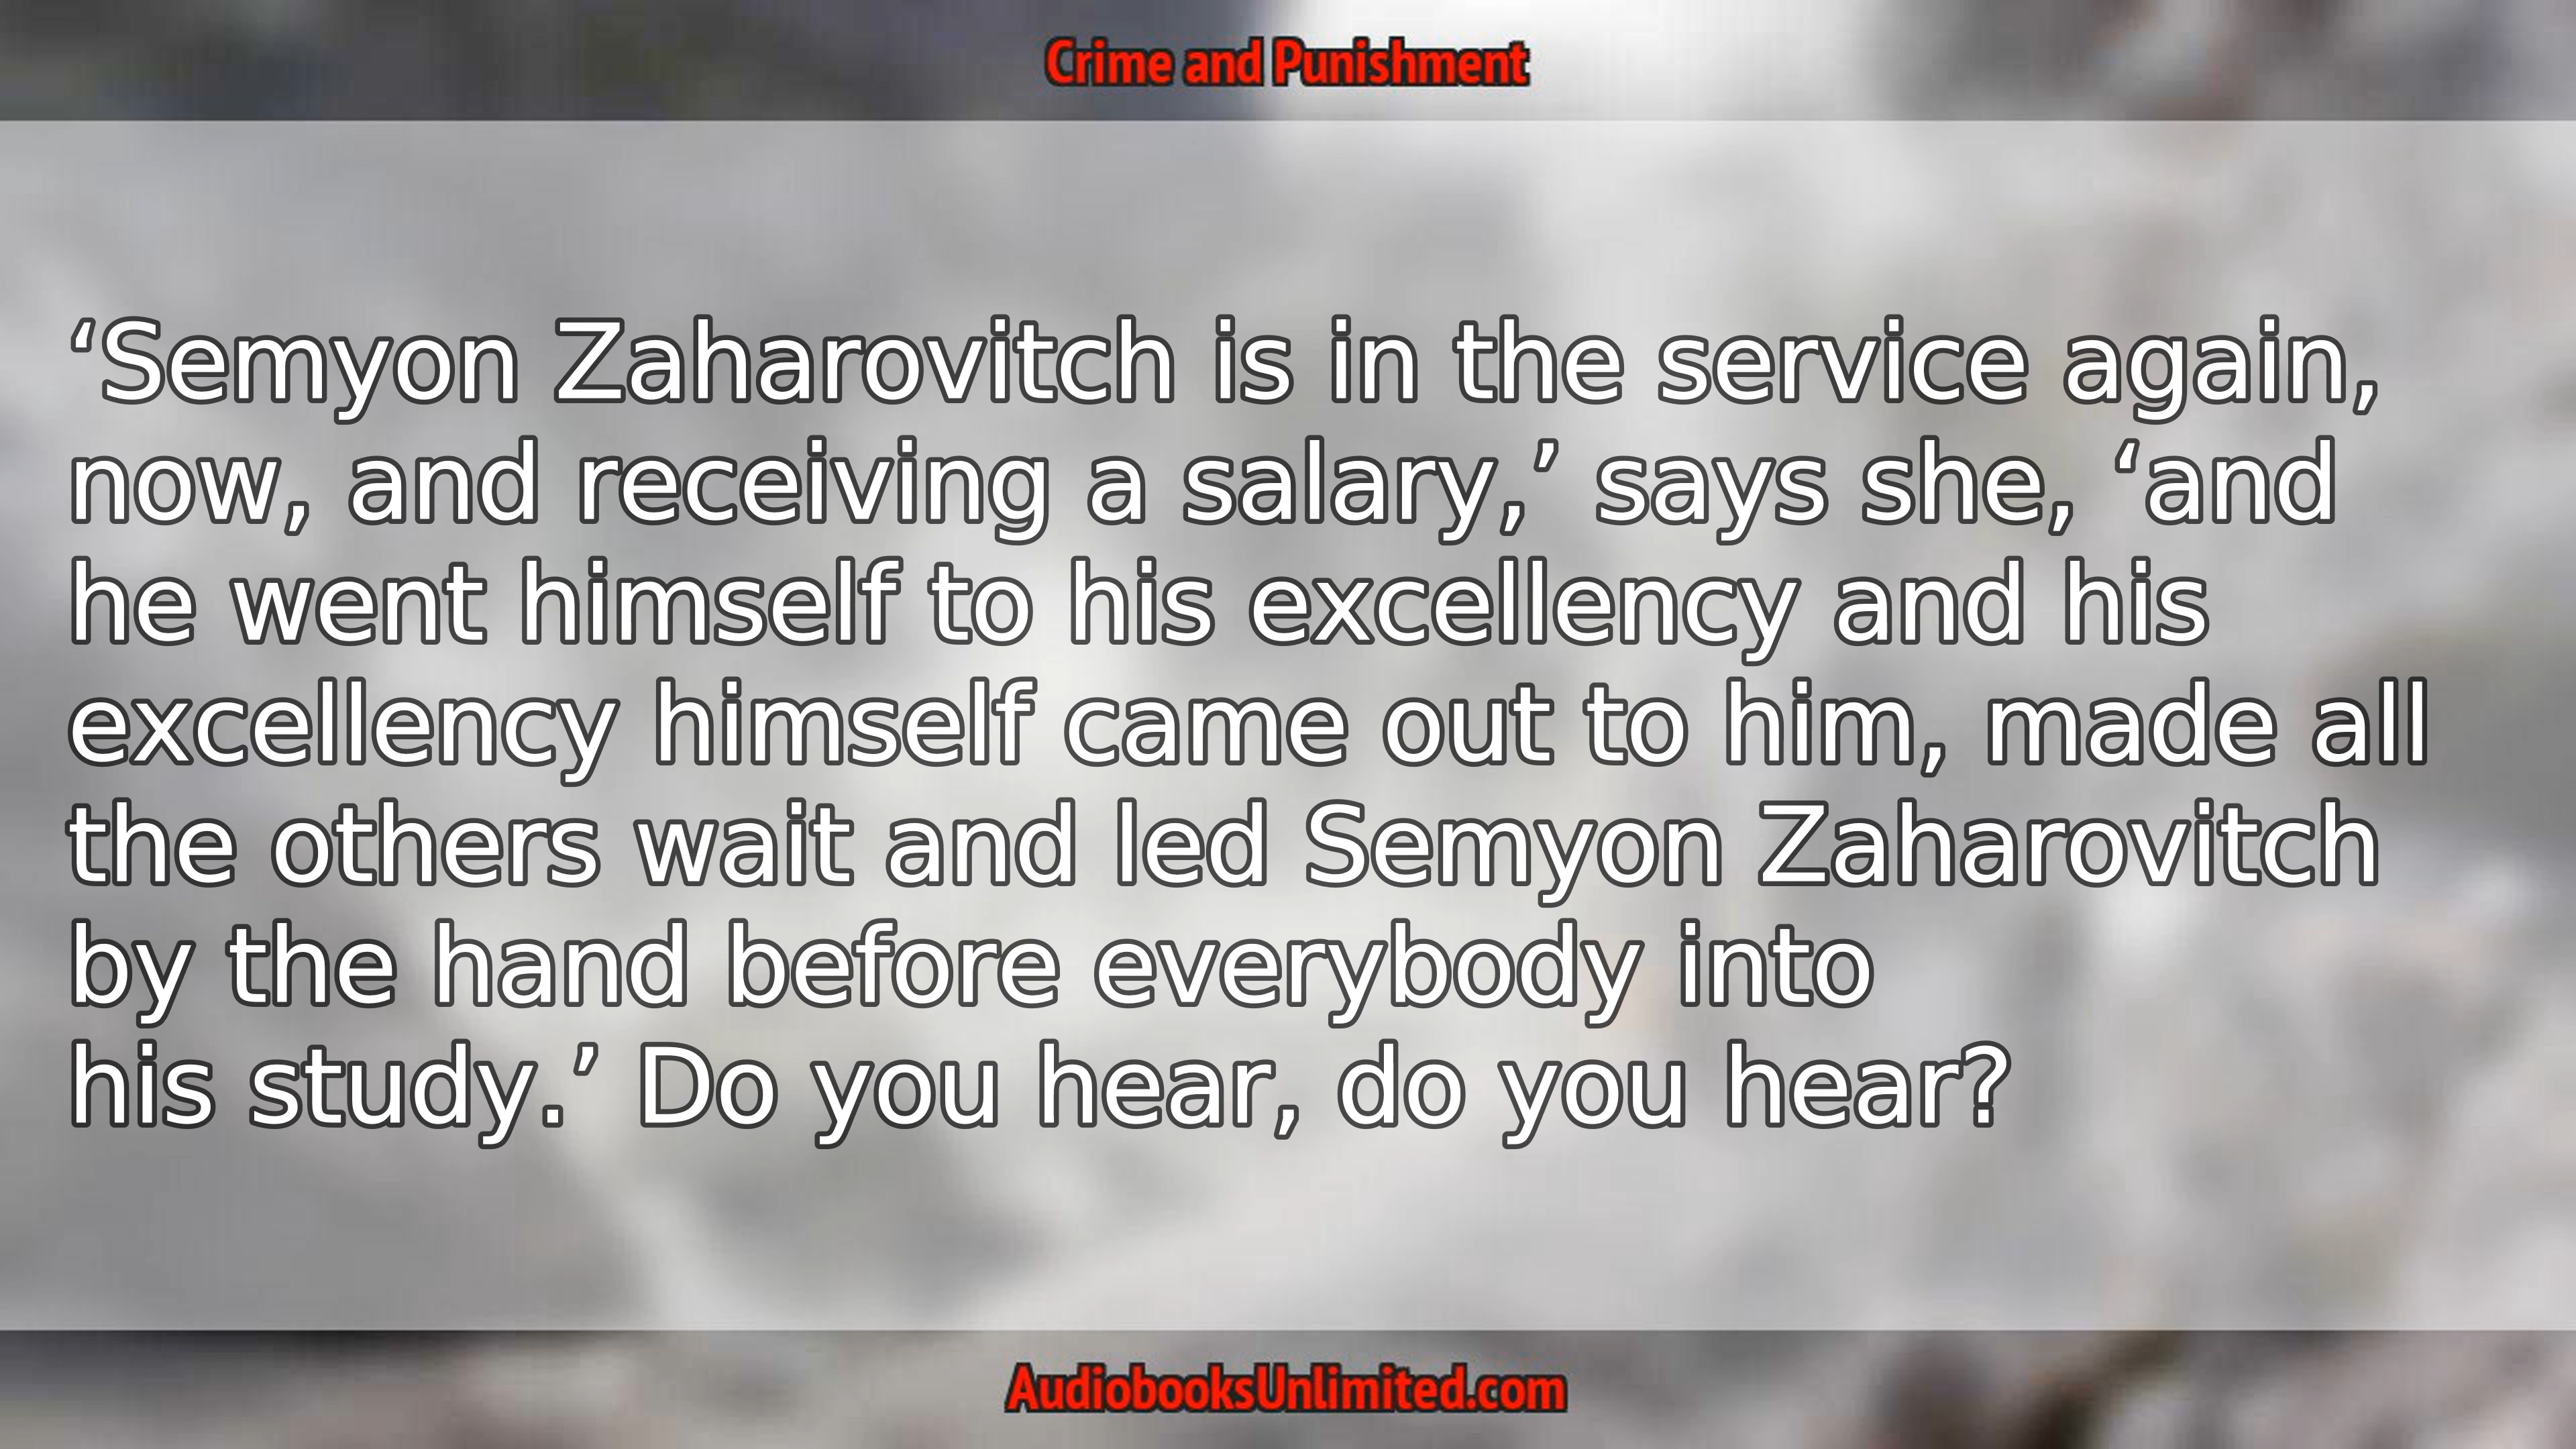 Crime and Punishment
‘Semyon Zaharovitch is in the service again,
now, and receiving a salary,’ says she, ‘and
he went himself to his excellency and his
excellency himself came out to him, made all
the others wait and led Semyon Zaharovitch
by the hand before everybody into
his study.’ Do you hear, do you hear?
AudiobooksUnlimited.com